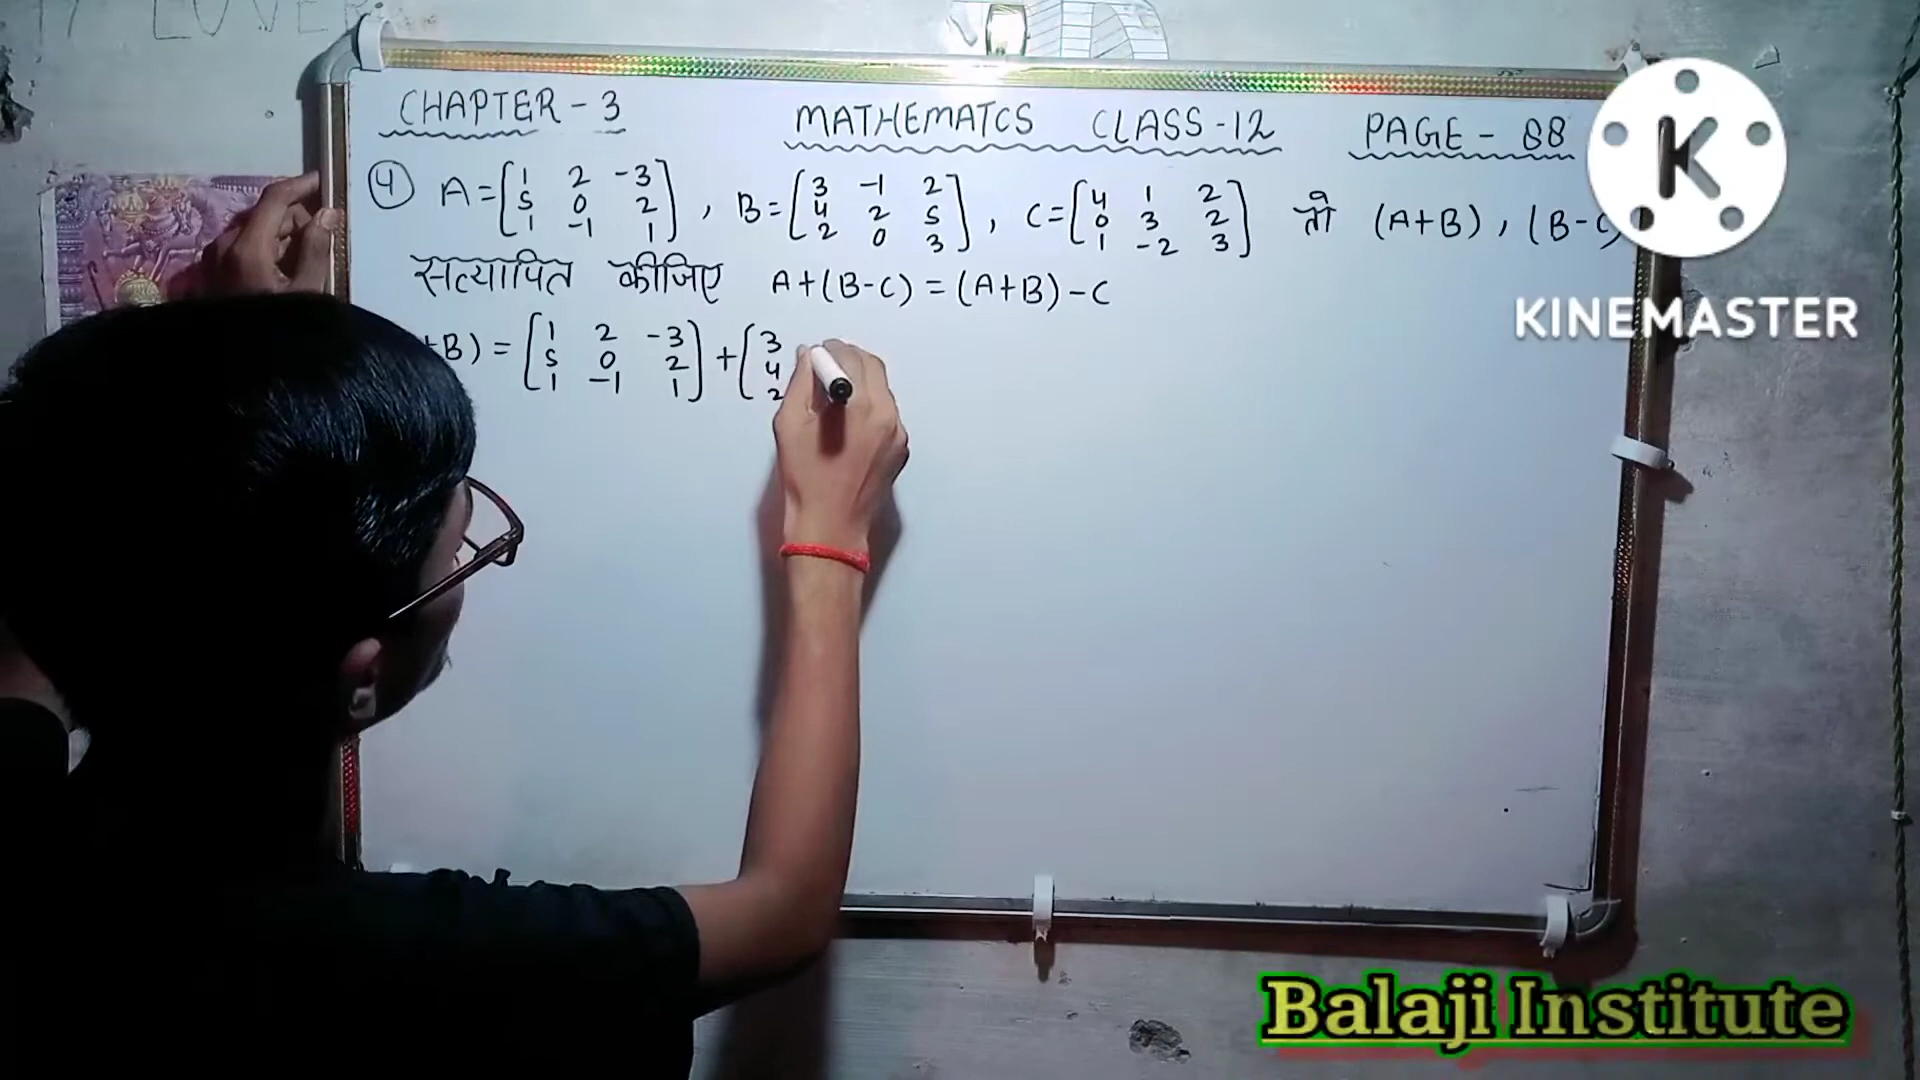 LOVE
CHAPTER - 3 MATHEMATCS CLASS-12 PAGE - 88
4 A = [1 2 -3, B = [3 -1 2, C = [4 1 2 तो (A+B), (B-C)
5 0 2 4 2 5 0 3 2
1 -1 1] 2 0 3] 1 -2 3]
सत्यापित कीजिए A+(B-C) = (A+B)-C
+B) = [1 2 -3 + [3
5 0 2 4
1 -1 1] 2
K
KINEMASTER
Balaji Institute